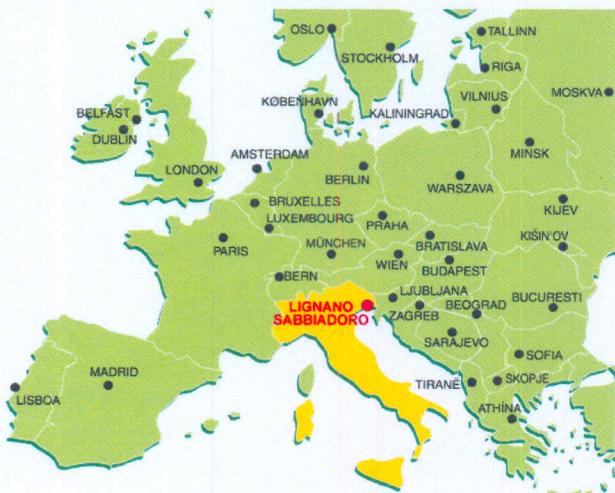 OSLO
TALLINN
STOCKHOLM
RIGA
MOSKVA
KØBENHAVN
VILNIUS
KALININGRAD
BELFAST
DUBLIN
MINSK
AMSTERDAM
LONDON
BERLIN
WARSZAVA
BRUXELLES
KIJEV
LUXEMBOURG
PRAHA
KIŠIN'OV
PARIS
MÜNCHEN
BRATISLAVA
WIEN
BUDAPEST
BERN
LJUBLJANA
LIGNANO
SABBIADORO
ZAGREB
BEOGRAD
BUCURESTI
SARAJEVO
SOFIA
MADRID
TIRANË
SKOPJE
LISBOA
ATHÍNA